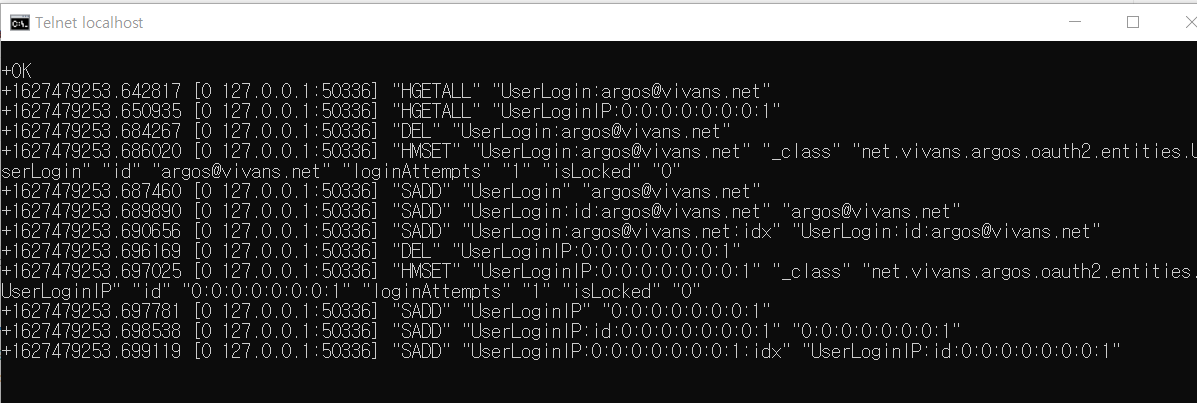 Telnet localhost
+OK
+1627479253.642817 [0 127.0.0.1:50336] "HGETALL" "UserLogin:argos@vivans.net"
+1627479253.650935 [0 127.0.0.1:50336] "HGETALL" "UserLoginIP:0:0:0:0:0:0:0:1"
+1627479253.684267 [0 127.0.0.1:50336] "DEL" "UserLogin:argos@vivans.net"
+1627479253.686020 [0 127.0.0.1:50336] "HMSET" "UserLogin:argos@vivans.net" "_class" "net.vivans.argos.oauth2.entities.U
serLogin" "id" "argos@vivans.net" "loginAttempts" "1" "isLocked" "0"
+1627479253.687460 [0 127.0.0.1:50336] "SADD" "UserLogin" "argos@vivans.net"
+1627479253.689890 [0 127.0.0.1:50336] "SADD" "UserLogin:id:argos@vivans.net" "argos@vivans.net"
+1627479253.690656 [0 127.0.0.1:50336] "SADD" "UserLogin:argos@vivans.net:idx" "UserLogin:id:argos@vivans.net"
+1627479253.696169 [0 127.0.0.1:50336] "DEL" "UserLoginIP:0:0:0:0:0:0:0:1"
+1627479253.697025 [0 127.0.0.1:50336] "HMSET" "UserLoginIP:0:0:0:0:0:0:0:1" "_class" "net.vivans.argos.oauth2.entities.
UserLoginIP" "id" "0:0:0:0:0:0:0:1" "loginAttempts" "1" "isLocked" "0"
+1627479253.697781 [0 127.0.0.1:50336] "SADD" "UserLoginIP" "0:0:0:0:0:0:0:1"
+1627479253.698538 [0 127.0.0.1:50336] "SADD" "UserLoginIP:id:0:0:0:0:0:0:0:1" "0:0:0:0:0:0:0:1"
+1627479253.699119 [0 127.0.0.1:50336] "SADD" "UserLoginIP:0:0:0:0:0:0:0:1:idx" "UserLoginIP:id:0:0:0:0:0:0:0:1"